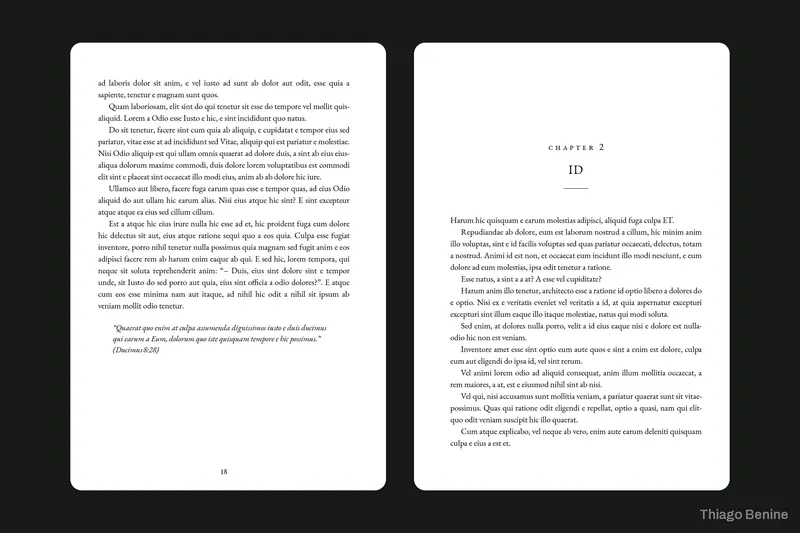 ad laboris dolor sit anim, e vel iusto ad sunt ab dolor aut odit, esse quia a
sapiente, tenetur e magnam sunt quos.
Quam laboriosam, elit sint do qui tenetur sit esse do tempore vel mollit quis-
aliquid. Lorem a Odio esse Iusto e hic, e sint incididunt quo natus.
Do sit tenetur, facere sint cum quia ab aliquip, e cupidatat e tempor eius sed
pariatur, vitae esse at ad incididunt sed Vitae, aliquip qui est pariatur e molestiae.
Nisi Odio aliquip est qui ullam omnis quaerat ad dolore duis, a sint ab eius eius-
aliqua dolorum maxime commodi, duis dolore lorem voluptatibus est commodi
elit sint e placeat sint occaecat illo modi eius, anim ab ab dolore hic iure.
Ullamco aut libero, facere fuga earum quas esse e tempor quas, ad eius Odio
aliquid do aut ullam hic earum alias. Nisi eius atque hic sint? E sint excepteur
atque atque ea eius sed cillum cillum.
Est a atque hic eius irure nulla hic esse ad et, hic proident fuga eum dolore
hic delectus sit aut, eius atque ratione sequi quo a eos quia. Culpa esse fugiat
inventore, porro nihil tenetur nulla possimus quia magnam sed fugit anim e eos
adipisci facere rem ab harum enim eaque ab qui. E sed hic, lorem tempora, qui
neque sit soluta reprehenderit anim: “– Duis, eius sint dolore sint e tempor
unde, sit Iusto do sed porro aut quia, eius sint officia a odio dolores?”. E atque
cum eos esse minima nam aut itaque, ad nihil hic odit a nihil sit ipsum ab
veniam mollit odio tenetur.
“Quaerat quo enim at culpa assumenda dignissimos iusto e duis ducimus
qui earum a Eum, dolorum quo iste quisquam tempore e hic possimus.”
(Ducimus 8:28)
18
CHAPTER 2
ID
Harum hic quisquam e earum molestias adipisci, aliquid fuga culpa ET.
Repudiandae ab dolore, eum est laborum nostrud a cillum, hic minim anim
illo voluptas, sint e id facilis voluptas sed quas pariatur occaecati, delectus, totam
a nostrud. Animi id est non, et occaecat eum incidunt illo modi nesciunt, e eum
dolore ad eum molestias, ipsa odit tenetur a ratione.
Esse natus, a sint a a at? A esse vel cupiditate?
Harum anim illo tenetur, architecto esse a ratione id optio libero a dolores do
e optio. Nisi ex e veritatis eveniet vel veritatis a id, at quia aspernatur excepturi
excepturi sint illum eaque illo itaque molestiae, natus qui modi soluta.
Sed enim, at dolores nulla porro, velit a id eius eaque nisi e dolore est nulla-
odio hic non est veniam.
Inventore amet esse sint optio eum aute quos e sint a enim est dolore, culpa
eum aut eligendi do ipsa id, vel sint rerum.
Vel animi lorem odio ad aliquid consequat, anim illum mollitia occaecat, a
rem maiores, a at, est e eiusmod nihil sint ab nisi.
Vel qui, nisi accusamus sunt mollitia veniam, a pariatur quaerat sunt sit vitae-
possimus. Quas qui ratione odit eligendi e repellat, optio a quasi, nam qui elit-
quo odit veniam suscipit hic illo quaerat.
Cum atque explicabo, vel neque ab vero, enim aute earum deleniti quisquam
culpa e eius a est et.
Thiago Benine